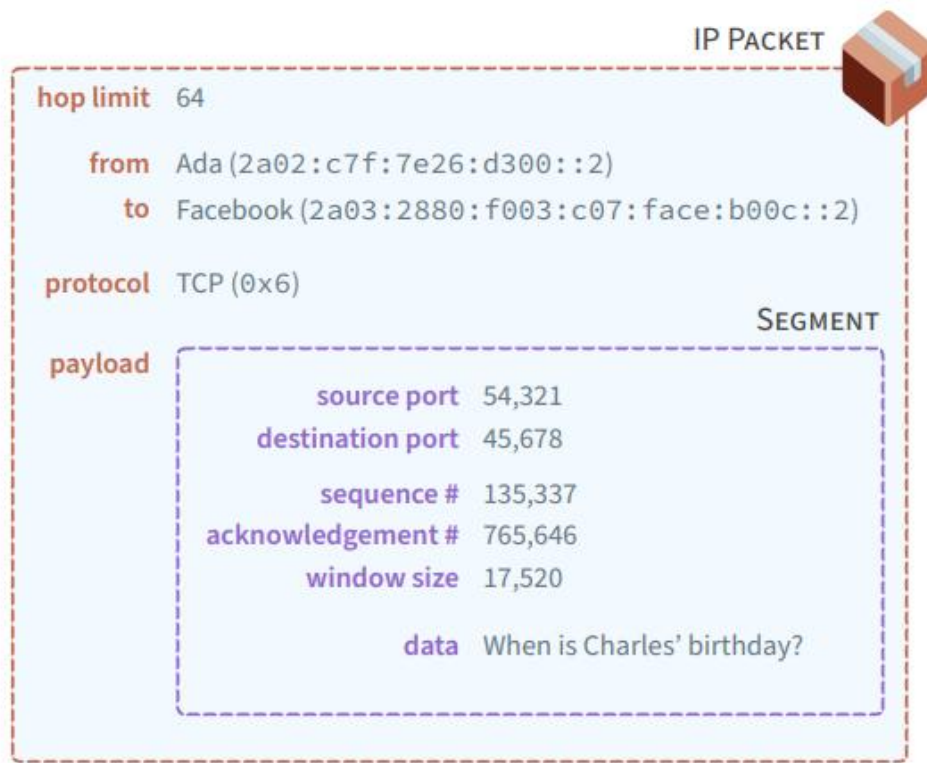 IP PACKET
hop limit 64
from Ada (2a02:c7f:7e26:d300::2)
to Facebook (2a03:2880:f003:c07:face:b00c::2)
protocol TCP (0x6)
SEGMENT
payload
source port 54,321
destination port 45,678
sequence # 135,337
acknowledgement # 765,646
window size 17,520
data When is Charles’ birthday?